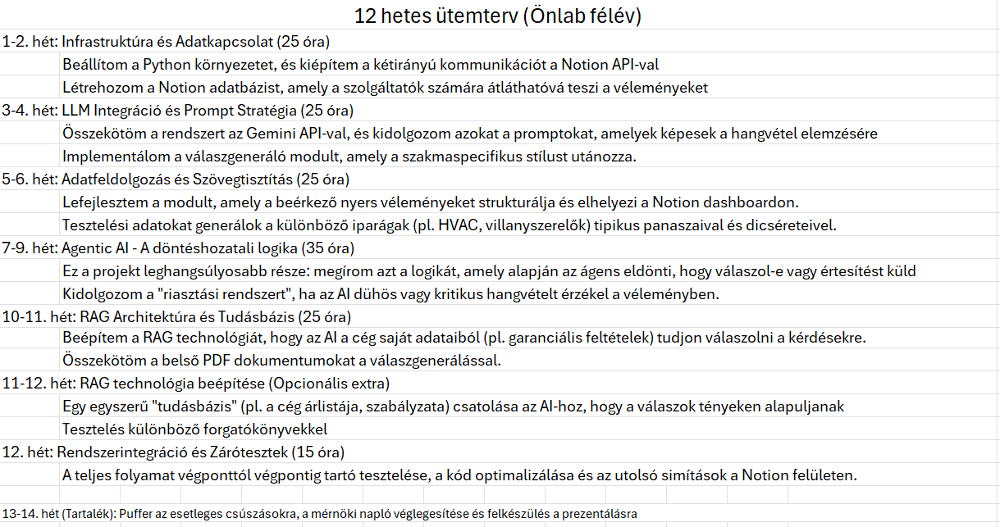 12 hetes ütemterv (Önlab félév)
1-2. hét: Infrastruktúra és Adatkapcsolat (25 óra)
Beállítom a Python környezetet, és kiépítem a kétirányú kommunikációt a Notion API-val
Létrehozom a Notion adatbázist, amely a szolgáltatók számára átláthatóvá teszi a véleményeket
3-4. hét: LLM Integráció és Prompt Stratégia (25 óra)
Összekötöm a rendszert az Gemini API-val, és kidolgozom azokat a promptokat, amelyek képesek a hangvétel elemzésére
Implementálom a válaszgeneráló modult, amely a szakmaspecifikus stílust utánozza.
5-6. hét: Adatfeldolgozás és Szövegtisztítás (25 óra)
Lefejlesztem a modult, amely a beérkező nyers véleményeket strukturálja és elhelyezi a Notion dashboardon.
Tesztelési adatokat generálok a különböző iparágak (pl. HVAC, villanyszerelők) tipikus panaszaival és dicséreteivel.
7-9. hét: Agentic AI - A döntéshozatali logika (35 óra)
Ez a projekt leghangsúlyosabb része: megírom azt a logikát, amely alapján az ágens eldönti, hogy válaszol-e vagy értesítést küld
Kidolgozom a "riasztási rendszert", ha az AI dühös vagy kritikus hangvételt érzékel a véleményben.
10-11. hét: RAG Architektúra és Tudásbázis (25 óra)
Beépítem a RAG technológiát, hogy az AI a cég saját adataiból (pl. garanciális feltételek) tudjon válaszolni a kérdésekre.
Összekötöm a belső PDF dokumentumokat a válaszgenerálással.
11-12. hét: RAG technológia beépítése (Opcionális extra)
Egy egyszerű "tudásbázis" (pl. a cég árlistája, szabályzata) csatolása az AI-hoz, hogy a válaszok tényeken alapuljanak
Tesztelés különböző forgatókönyvekkel
12. hét: Rendszerintegráció és Zárótesztek (15 óra)
A teljes folyamat végponttól végpontig tartó tesztelése, a kód optimalizálása és az utolsó simítások a Notion felületen.
13-14. hét (Tartalék): Puffer az esetleges csúszásokra, a mérnöki napló véglegesítése és felkészülés a prezentálásra